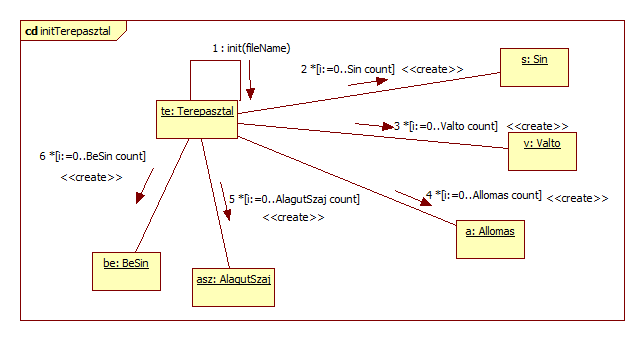 cd initTerepasztal
1 : init(fileName)
2 *[i:=0..Sin count] <<create>>
s: Sin
te: Terepasztal
3 *[i:=0..Valto count] <<create>>
v: Valto
6 *[i:=0..BeSin count]
<<create>>
5 *[i:=0..AlagutSzaj count]
<<create>>
4 *[i:=0..Allomas count] <<create>>
a: Allomas
be: BeSin
asz: AlagutSzaj